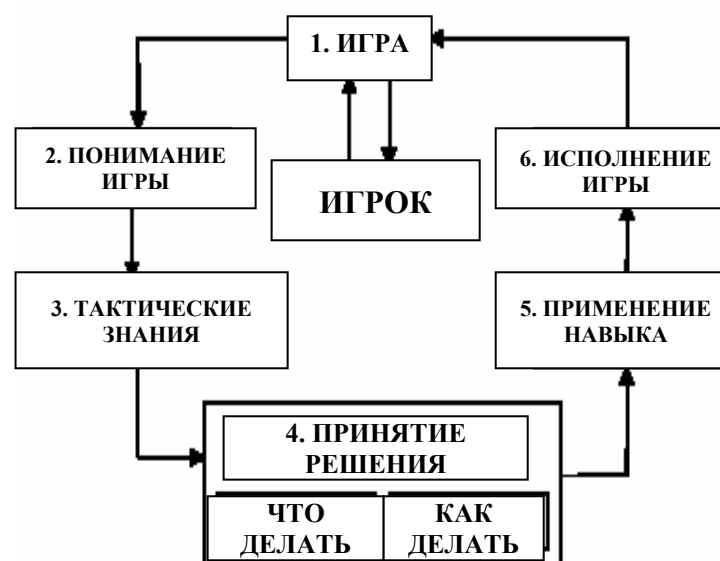 1. ИГРА
2. ПОНИМАНИЕ
ИГРЫ
ИГРОК
6. ИСПОЛНЕНИЕ
ИГРЫ
3. ТАКТИЧЕСКИЕ
ЗНАНИЯ
5. ПРИМЕНЕНИЕ
НАВЫКА
4. ПРИНЯТИЕ
РЕШЕНИЯ
ЧТО
ДЕЛАТЬ
КАК
ДЕЛАТЬ